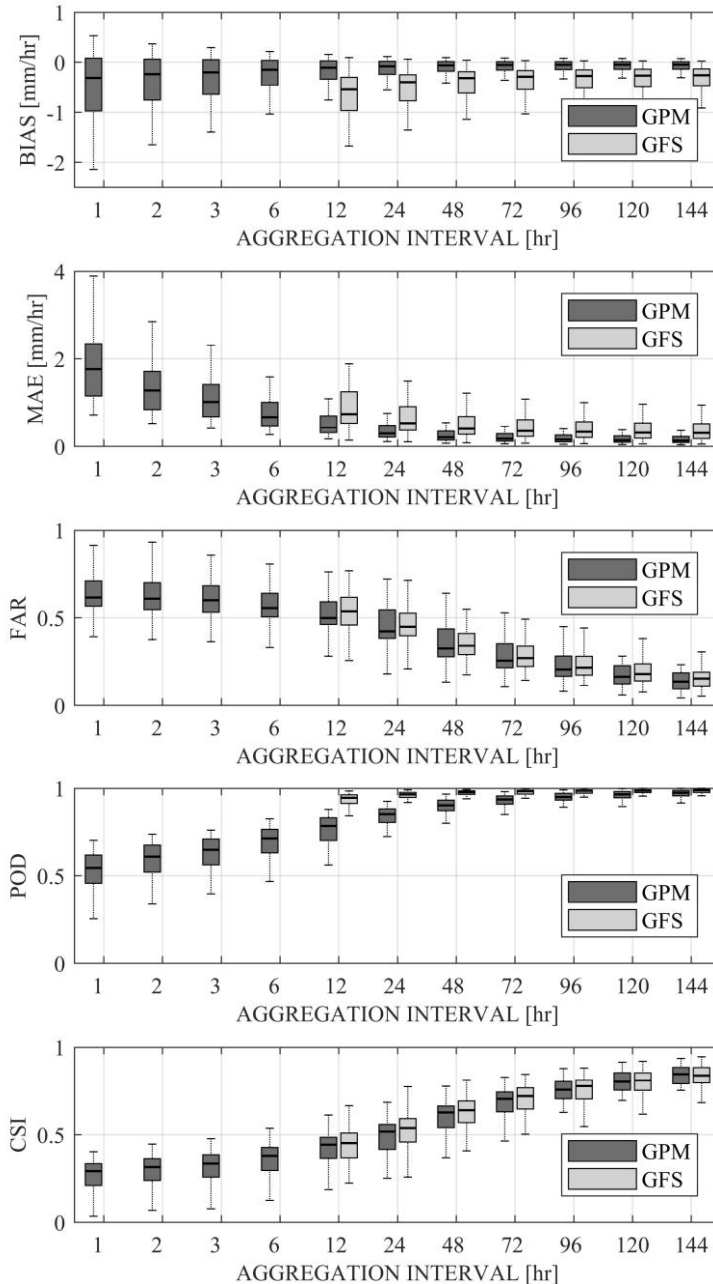 BIAS [mm/hr]
0
-1
-2
GPM
GFS
1 2 3 6 12 24 48 72 96 120 144
AGGREGATION INTERVAL [hr]
MAE [mm/hr]
4
2
0
GPM
GFS
1 2 3 6 12 24 48 72 96 120 144
AGGREGATION INTERVAL [hr]
FAR
1
0.5
0
GPM
GFS
1 2 3 6 12 24 48 72 96 120 144
AGGREGATION INTERVAL [hr]
POD
1
0.5
0
GPM
GFS
1 2 3 6 12 24 48 72 96 120 144
AGGREGATION INTERVAL [hr]
CSI
1
0.5
0
GPM
GFS
1 2 3 6 12 24 48 72 96 120 144
AGGREGATION INTERVAL [hr]